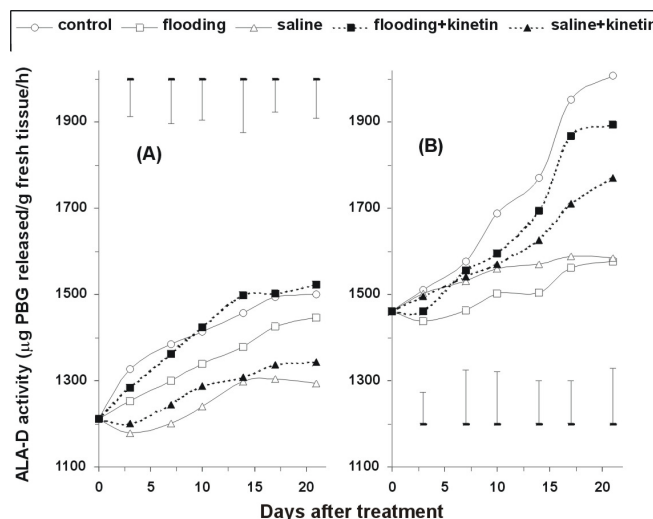 control flooding saline flooding+kinetin saline+kinetin
ALA-D activity (µg PBG released/g fresh tissue/h)
1900
1700
1500
1300
1100
(A)
(B)
0 5 10 15 20 0 5 10 15 20
Days after treatment